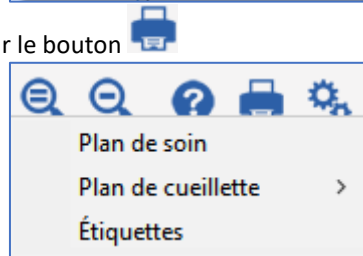 r le bouton
Plan de soin
Plan de cueillette >
Étiquettes